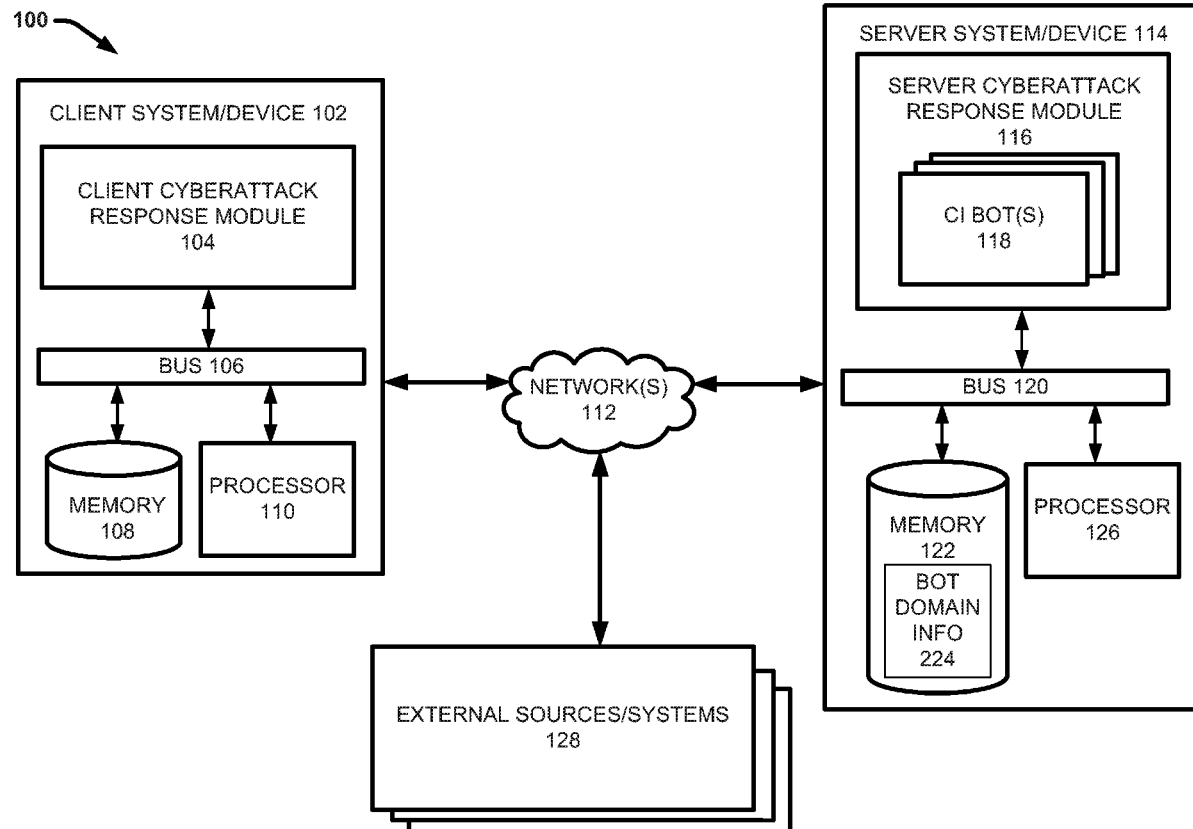 100
CLIENT SYSTEM/DEVICE 102
CLIENT CYBERATTACK
RESPONSE MODULE
104
BUS 106
MEMORY
108
PROCESSOR
110
NETWORK(S)
112
SERVER SYSTEM/DEVICE 114
SERVER CYBERATTACK
RESPONSE MODULE
116
CI BOT(S)
118
BUS 120
MEMORY
122
BOT
DOMAIN
INFO
224
PROCESSOR
126
EXTERNAL SOURCES/SYSTEMS
128